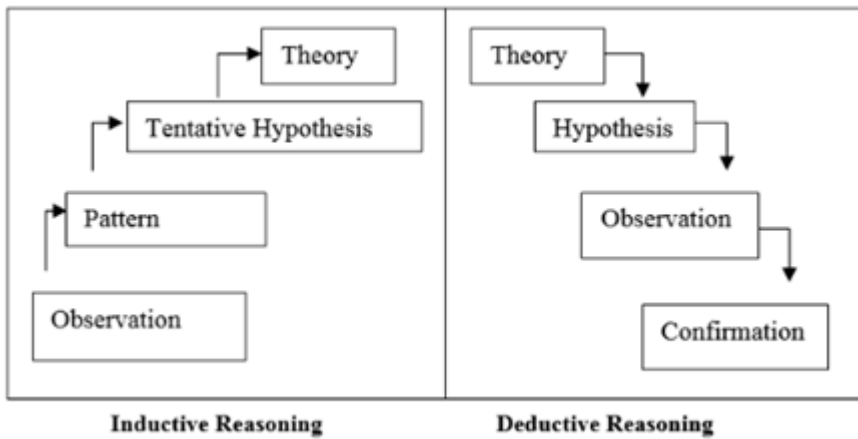 Theory
Tentative Hypothesis
Pattern
Observation
Theory
Hypothesis
Observation
Confirmation
Inductive Reasoning
Deductive Reasoning